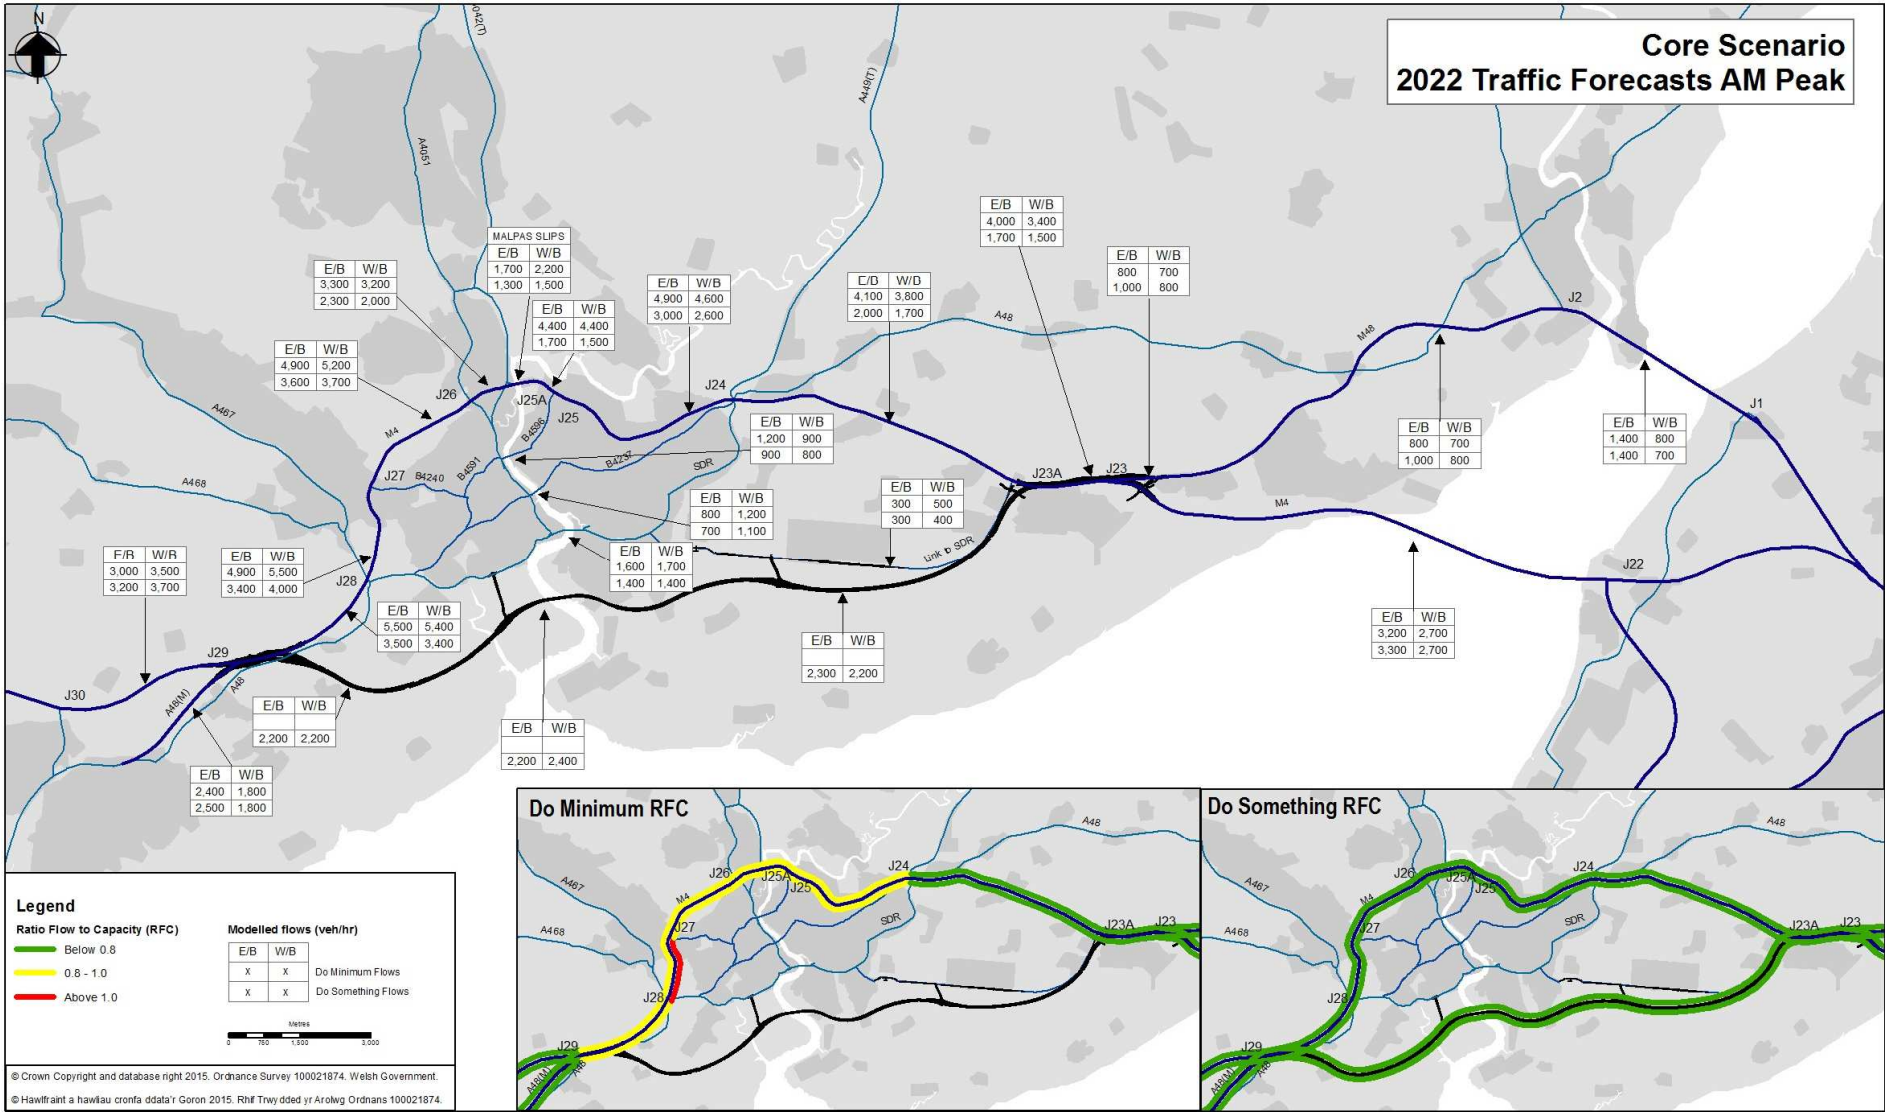 N
Core Scenario
2022 Traffic Forecasts AM Peak
A4051
A449(T)
E/B W/B
4,000 3,400
1,700 1,500
MALPAS SLIPS
E/B W/B
1,700 2,200
1,300 1,500
E/B W/B
800 700
1,000 800
E/B W/B
3,300 3,200
2,300 2,000
E/B W/B
4,900 4,600
3,000 2,600
4,100 3,800
2,000 1,700
E/B W/B
4,400 4,400
1,700 1,500
J2
A48
M48
E/B W/B
4,900 5,200
3,600 3,700
J26
J25A
J25
J24
J1
A467
M4
B4596
E/B W/B
1,200 900
900 800
E/B W/B
800 700
1,000 800
E/B W/B
1,400 800
1,400 700
B4591
B4237
SDR
J27
B4240
J23A
J23
A468
E/B W/B
800 1,200
700 1,100
E/B W/B
300 500
300 400
M4
Link to SDR
3,000 3,500
3,200 3,700
E/B W/B
4,900 5,500
3,400 4,000
J28
E/B W/B
1,600 1,700
1,400 1,400
J22
E/B W/B
5,500 5,400
3,500 3,400
E/B W/B
3,200 2,700
3,300 2,700
E/B W/B
2,300 2,200
J29
J30
A48(M)
A48
E/B W/B
2,200 2,200
E/B W/B
2,200 2,400
E/B W/B
2,400 1,800
2,500 1,800
Do Minimum RFC
A48
J24
J26
J25A
J25
A467
M4
J27
SDR
J23A
J23
A468
J28
J29
A48(M)
A48
Do Something RFC
A48
J24
J26
J25A
J25
A467
M4
J27
SDR
J23A
J23
A468
J28
J29
A48(M)
A48
Legend
Ratio Flow to Capacity (RFC)
Below 0.8
0.8 - 1.0
Above 1.0
Modelled flows (veh/hr)
E/B W/B
x x Do Minimum Flows
x x Do Something Flows
Metres
0 750 1,500 3,000
© Crown Copyright and database right 2015. Ordnance Survey 100021874. Welsh Government.
© Hawlfraint a hawliau cronfa ddata'r Goron 2015. Rhif Trwydded yr Arolwg Ordnans 100021874.